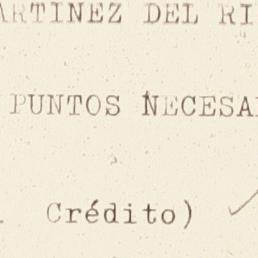 ARTINEZ DEL RI
PUNTOS NECESA
Crédito)